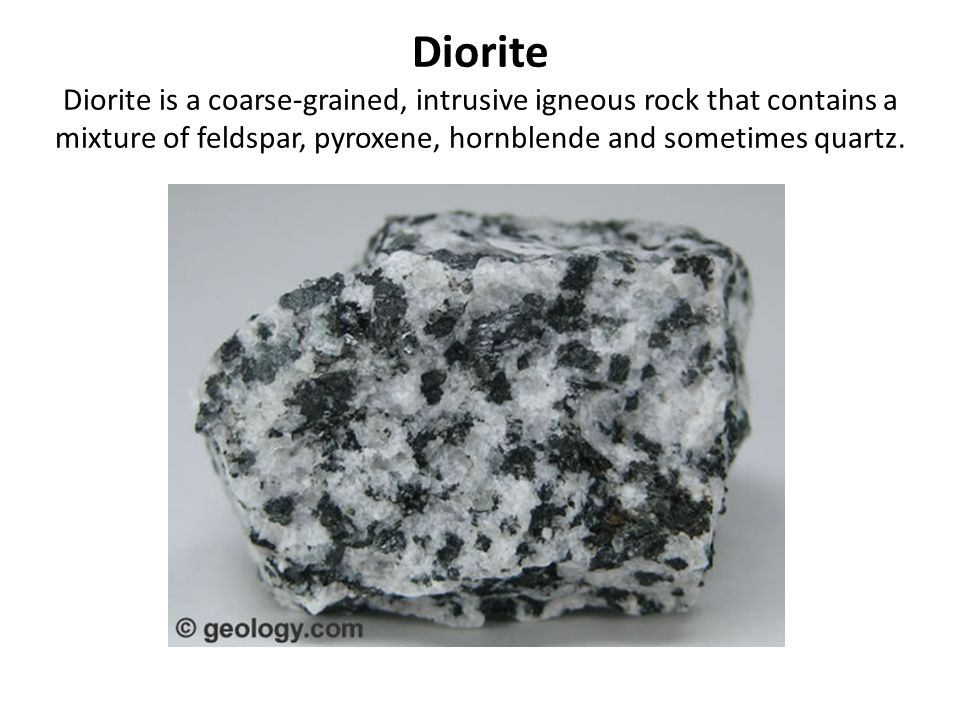 Diorite
Diorite is a coarse-grained, intrusive igneous rock that contains a
mixture of feldspar, pyroxene, hornblende and sometimes quartz.
© geology.com